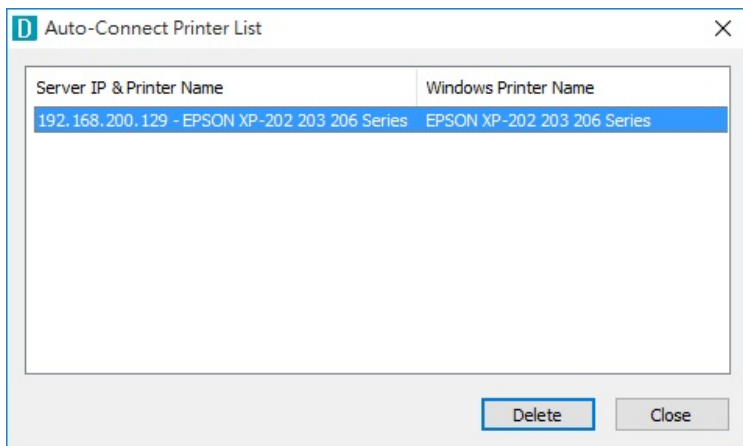 D Auto-Connect Printer List
Server IP & Printer Name Windows Printer Name
192.168.200.129 - EPSON XP-202 203 206 Series EPSON XP-202 203 206 Series
Delete Close